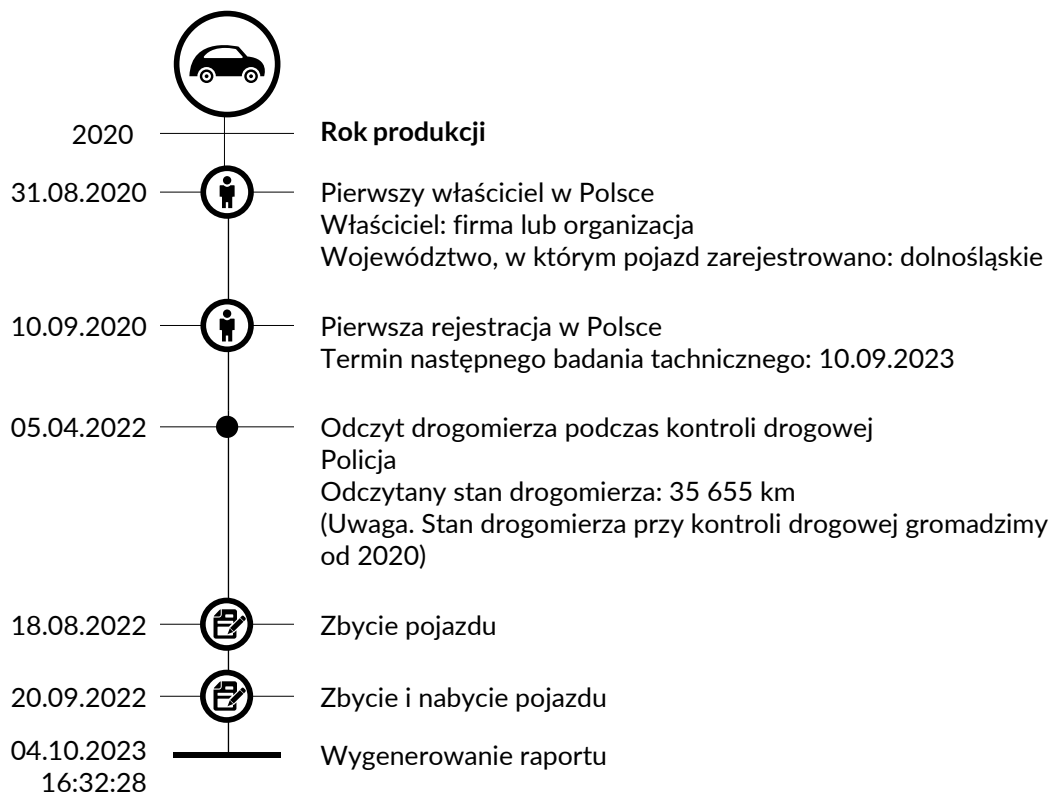 2020
Rok produkcji
31.08.2020
Pierwszy właściciel w Polsce
Właściciel: firma lub organizacja
Województwo, w którym pojazd zarejestrowano: dolnośląskie
10.09.2020
Pierwsza rejestracja w Polsce
Termin następnego badania tachnicznego: 10.09.2023
05.04.2022
Odczyt drogomierza podczas kontroli drogowej
Policja
Odczytany stan drogomierza: 35 655 km
(Uwaga. Stan drogomierza przy kontroli drogowej gromadzimy
od 2020)
18.08.2022
Zbycie pojazdu
20.09.2022
Zbycie i nabycie pojazdu
04.10.2023
16:32:28
Wygenerowanie raportu